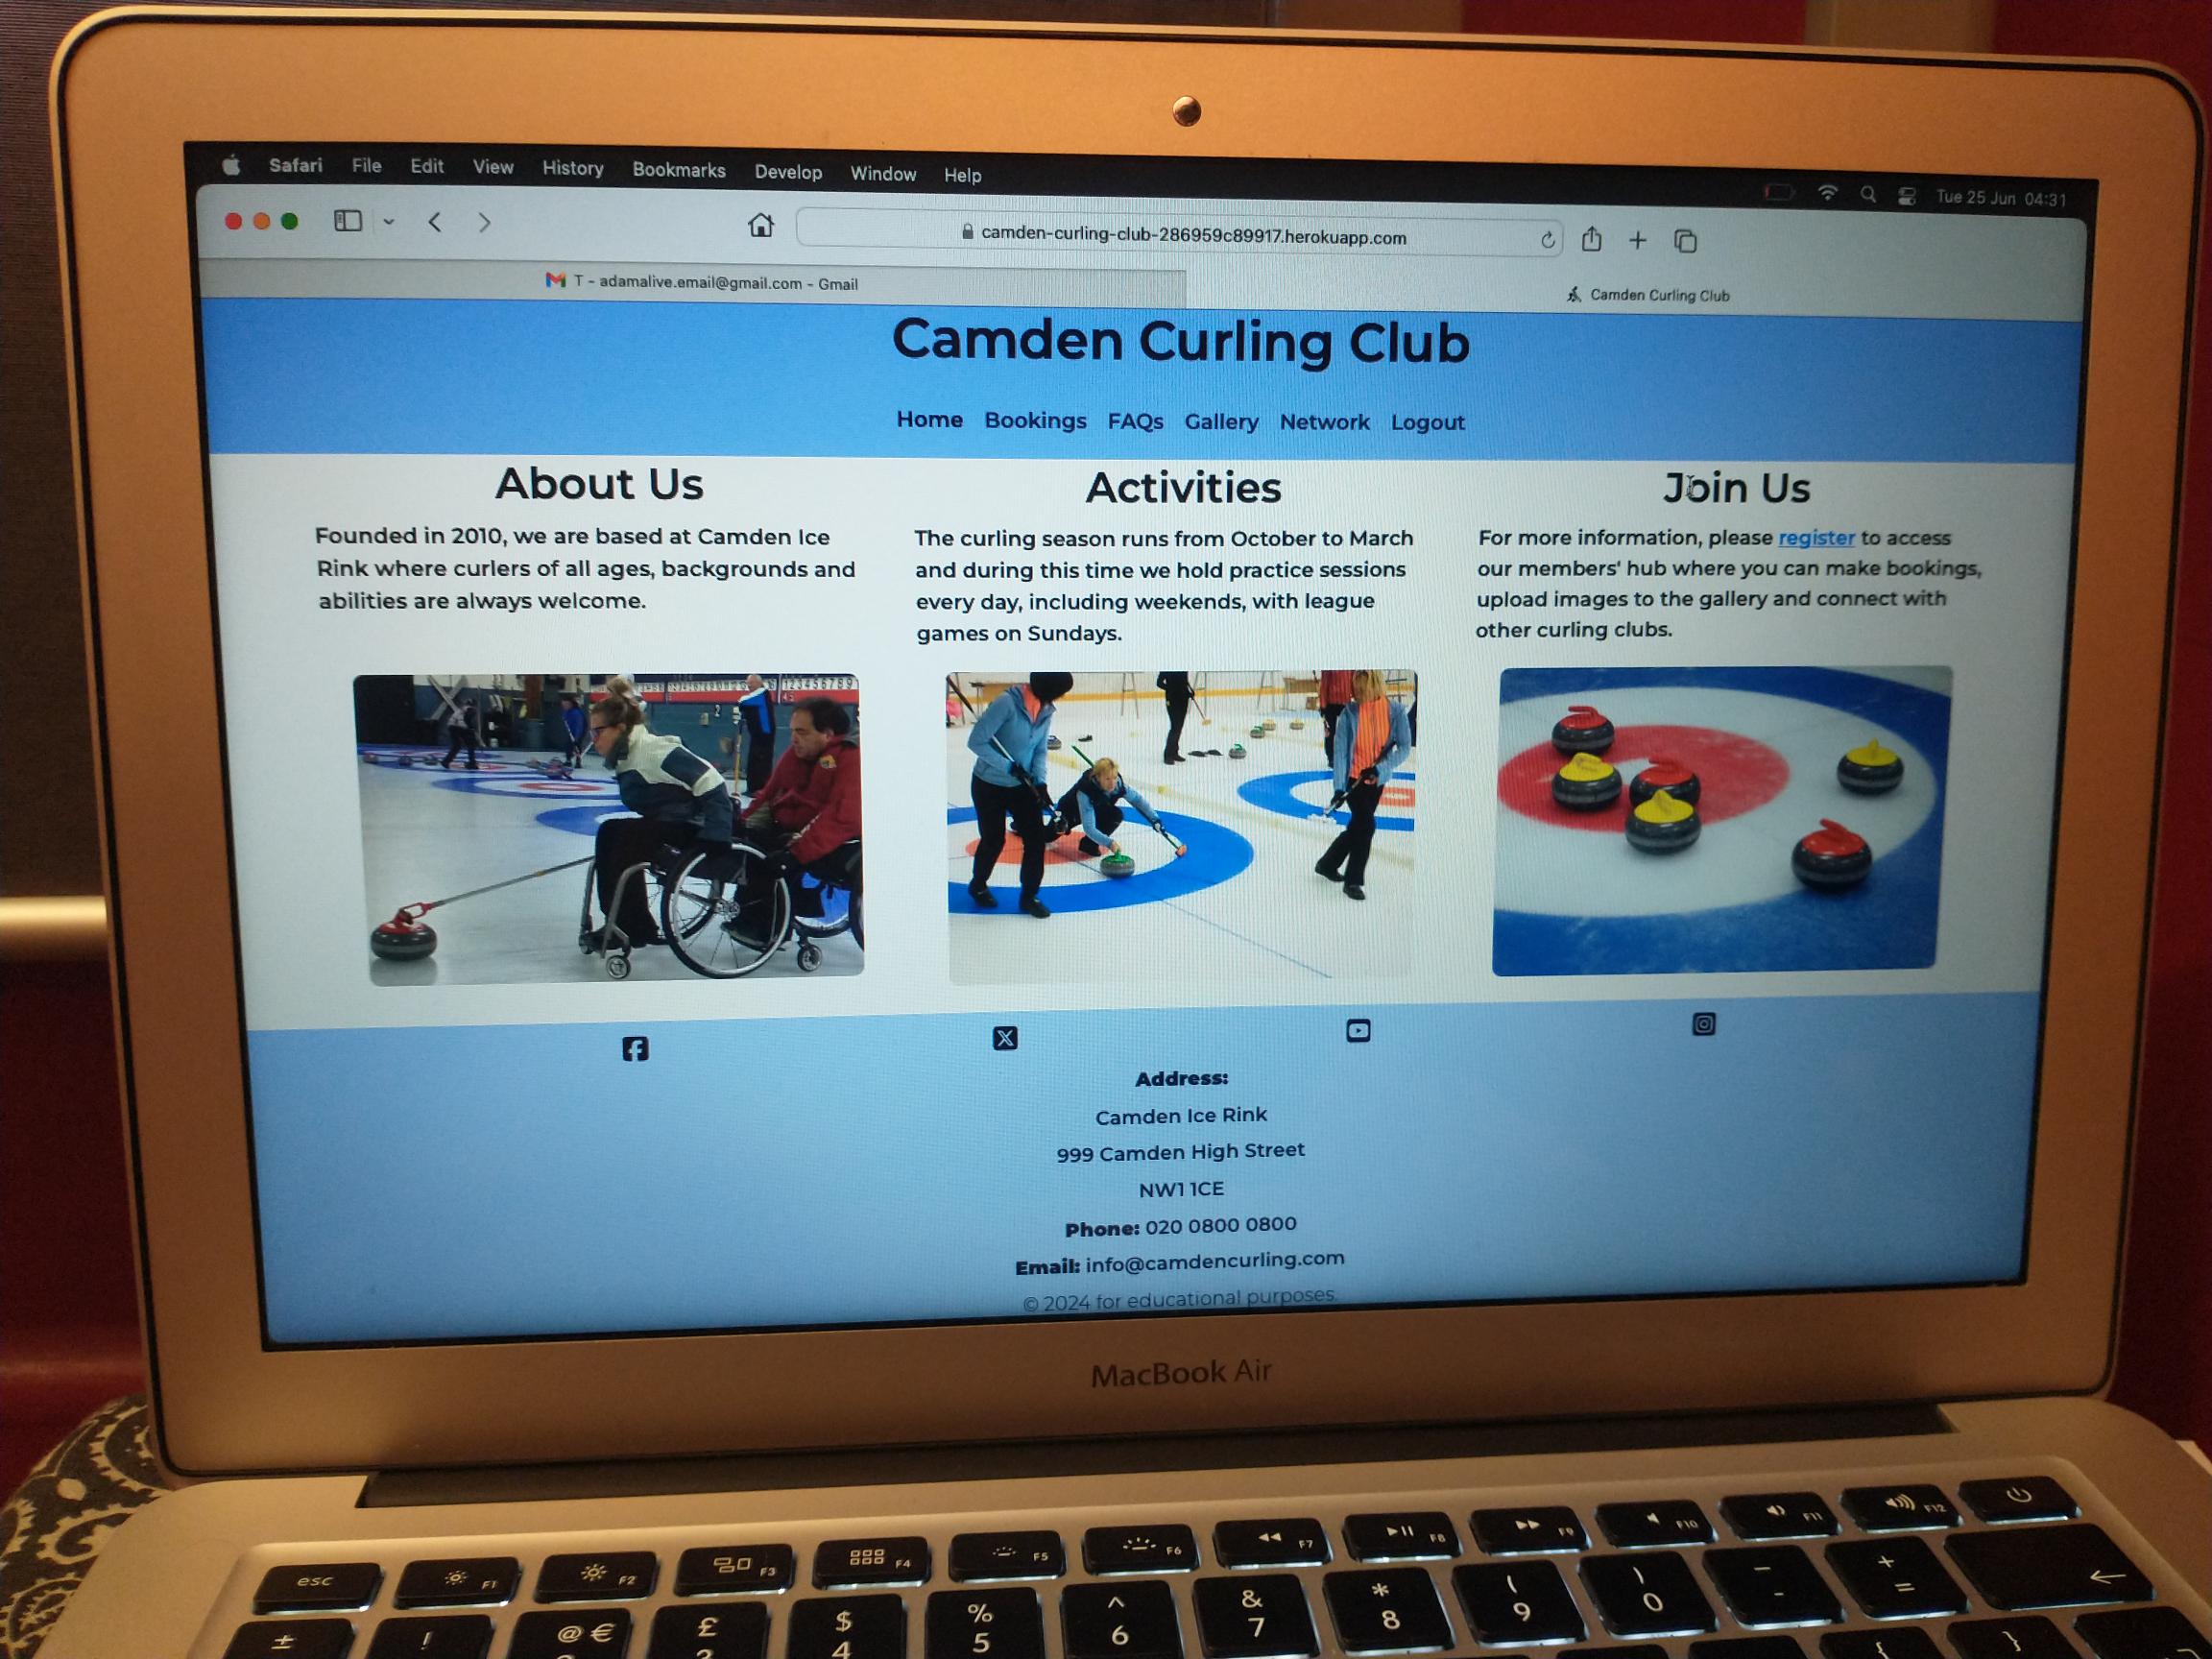 Safari File Edit View History Bookmarks Develop Window Help
Tue 25 Jun 04:31
camden-curling-club-286959c89917.herokuapp.com
T - adamalive.email@gmail.com - Gmail
Camden Curling Club
Camden Curling Club
Home Bookings FAQs Gallery Network Logout
About Us
Founded in 2010, we are based at Camden Ice
Rink where curlers of all ages, backgrounds and
abilities are always welcome.
Activities
The curling season runs from October to March
and during this time we hold practice sessions
every day, including weekends, with league
games on Sundays.
Join Us
For more information, please register to access
our members' hub where you can make bookings,
upload images to the gallery and connect with
other curling clubs.
Address:
Camden Ice Rink
999 Camden High Street
NW1 1CE
Phone: 020 0800 0800
Email: info@camdencurling.com
© 2024 for educational purposes.
MacBook Air
esc F1 F2 F3 F4 F5 F6 F7 F8 F9 F10 F11 F12
± ! @ € £ $ 4 % 5 ^ 6 & 7 * 8 ( 9 ) 0 _ - + =
{ }